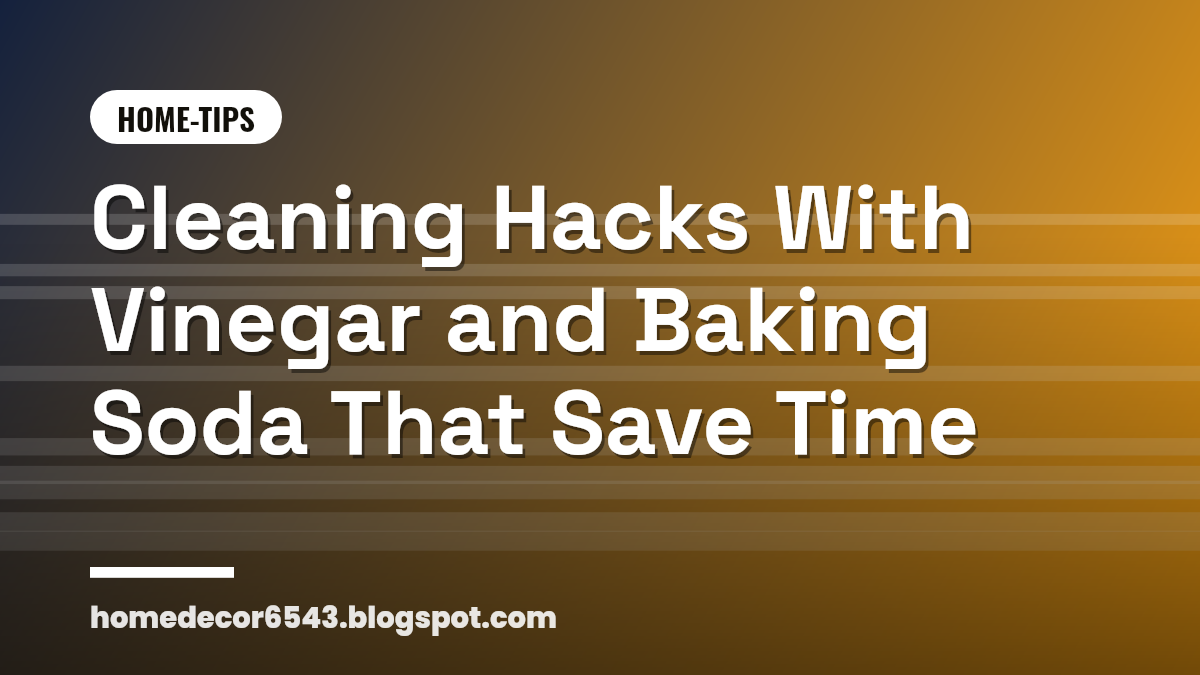 HOME-TIPS
Cleaning Hacks With
Vinegar and Baking
Soda That Save Time
homedecor6543.blogspot.com